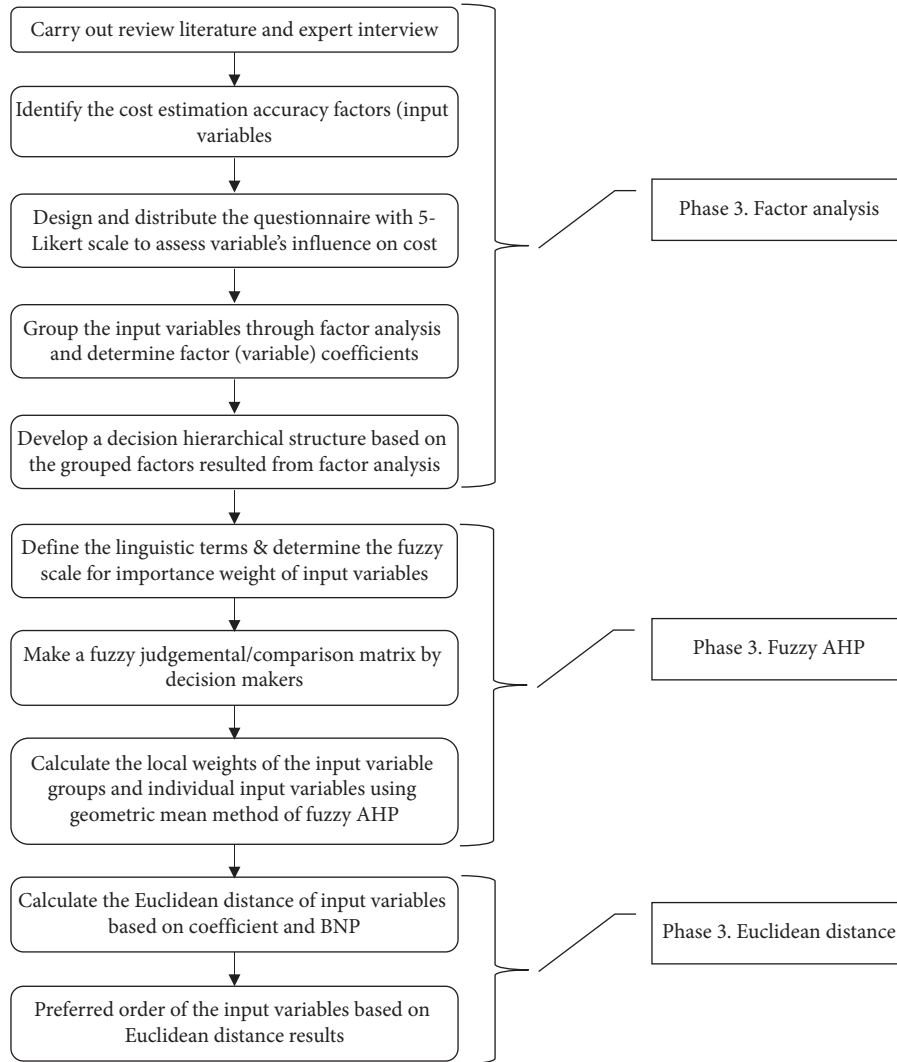 Carry out review literature and expert interview
Identify the cost estimation accuracy factors (input
variables
Design and distribute the questionnaire with 5-
Likert scale to assess variable's influence on cost
Phase 3. Factor analysis
Group the input variables through factor analysis
and determine factor (variable) coefficients
Develop a decision hierarchical structure based on
the grouped factors resulted from factor analysis
Define the linguistic terms & determine the fuzzy
scale for importance weight of input variables
Make a fuzzy judgemental/comparison matrix by
decision makers
Phase 3. Fuzzy AHP
Calculate the local weights of the input variable
groups and individual input variables using
geometric mean method of fuzzy AHP
Calculate the Euclidean distance of input variables
based on coefficient and BNP
Phase 3. Euclidean distance
Preferred order of the input variables based on
Euclidean distance results